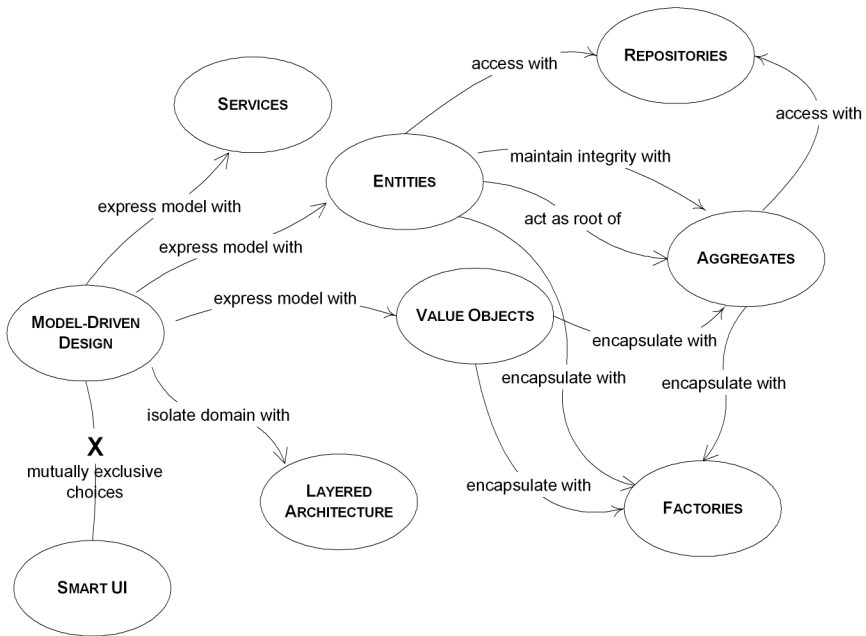 REPOSITORIES
access with
SERVICES
access with
maintain integrity with
ENTITIES
express model with
act as root of
express model with
AGGREGATES
express model with
MODEL-DRIVEN
DESIGN
VALUE OBJECTS
encapsulate with
encapsulate with
encapsulate with
isolate domain with
X
mutually exclusive
choices
encapsulate with
LAYERED
ARCHITECTURE
FACTORIES
SMART UI